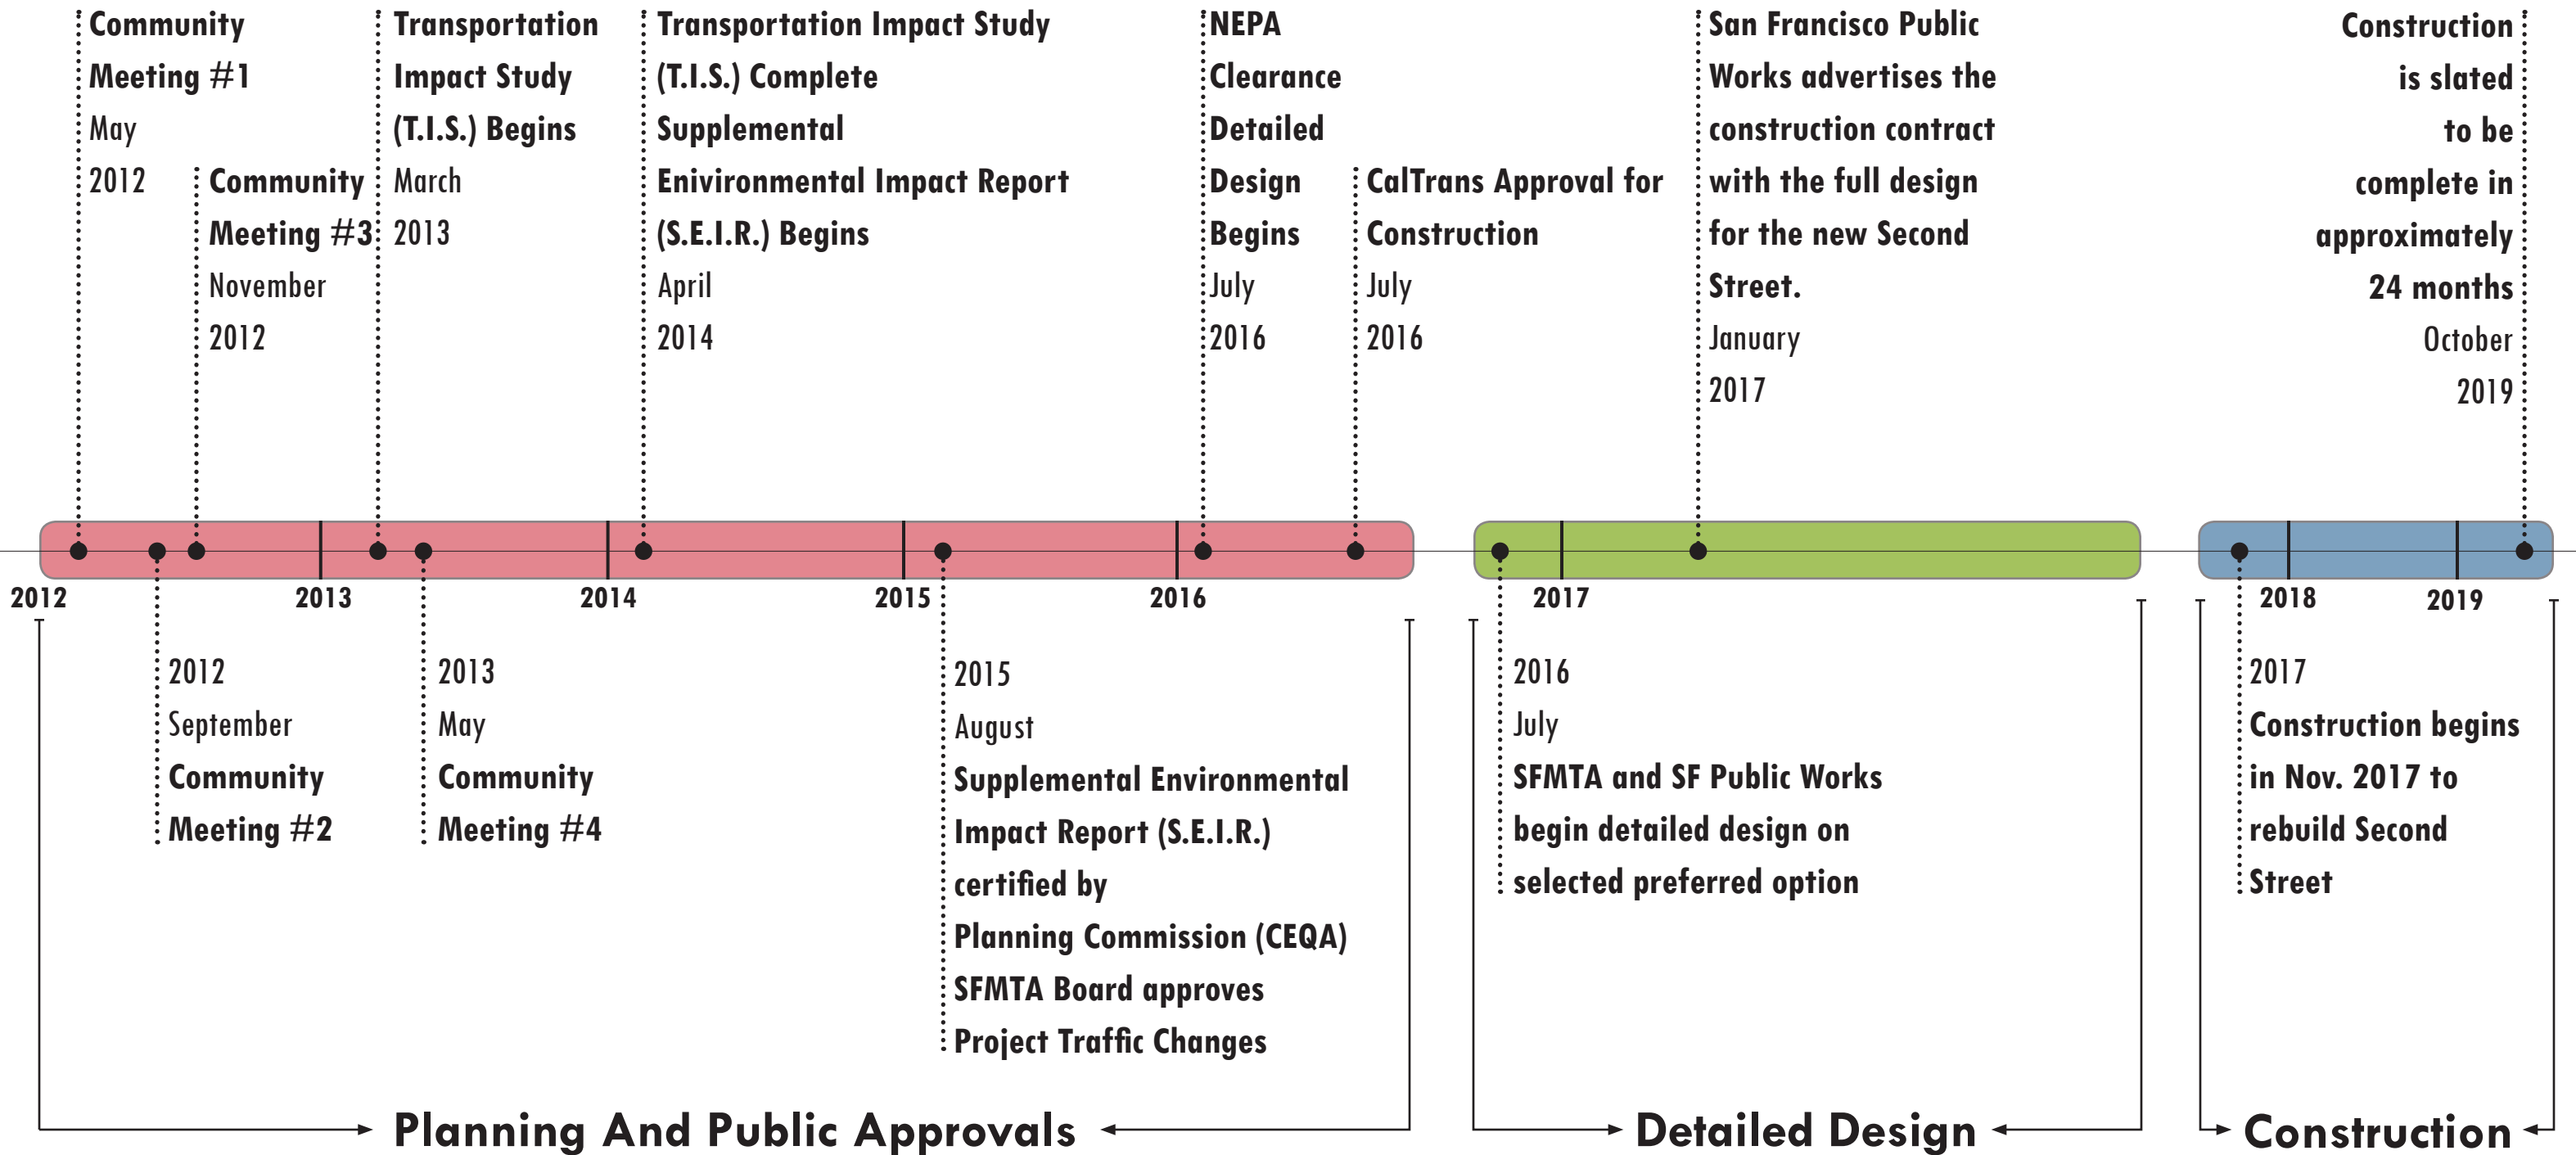 Community
Meeting #1
May
2012
Community
Meeting #3
November
2012
Transportation
Impact Study
(T.I.S.) Begins
March
2013
Transportation Impact Study
(T.I.S.) Complete
Supplemental
Enivironmental Impact Report
(S.E.I.R.) Begins
April
2014
NEPA
Clearance
Detailed
Design
Begins
July
2016
CalTrans Approval for
Construction
July
2016
San Francisco Public
Works advertises the
construction contract
with the full design
for the new Second
Street.
January
2017
Construction
is slated
to be
complete in
approximately
24 months
October
2019
2012
2013
2014
2015
2016
2017
2018
2019
2012
September
Community
Meeting #2
2013
May
Community
Meeting #4
2015
August
Supplemental Environmental
Impact Report (S.E.I.R.)
certified by
Planning Commission (CEQA)
SFMTA Board approves
Project Traffic Changes
2016
July
SFMTA and SF Public Works
begin detailed design on
selected preferred option
2017
Construction begins
in Nov. 2017 to
rebuild Second
Street
Planning And Public Approvals
Detailed Design
Construction